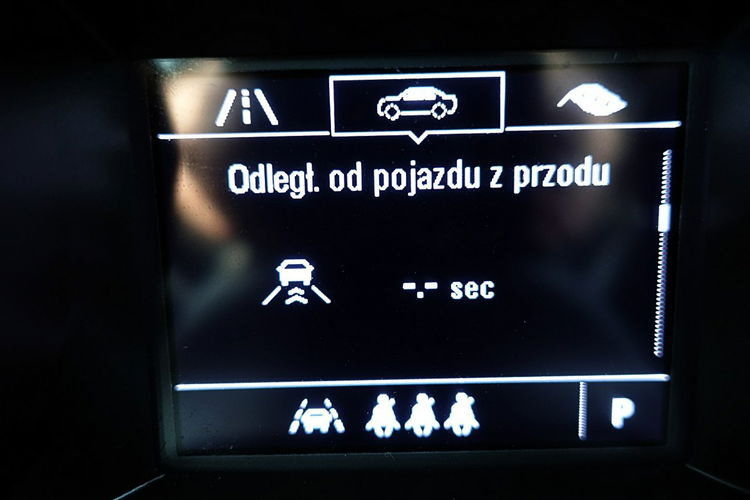 Odległ. od pojazdu z przodu
-.- sec
P